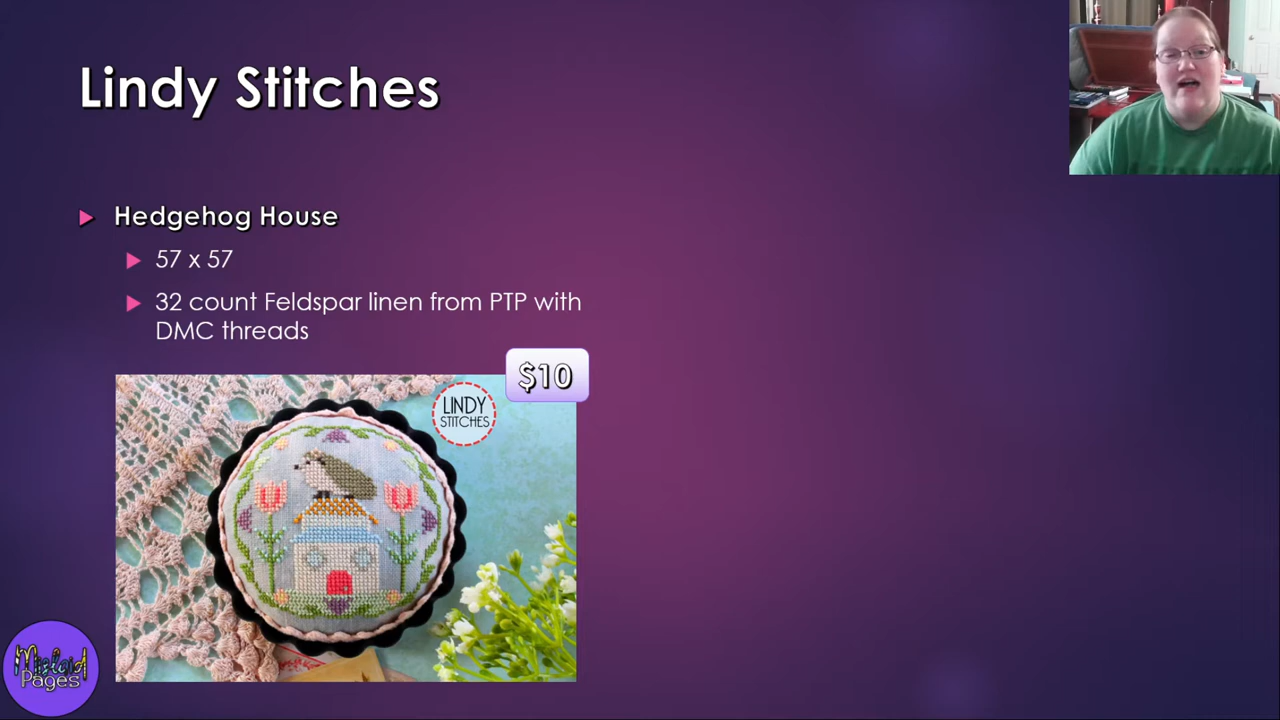 Lindy Stitches
Hedgehog House
57 x 57
32 count Feldspar linen from PTP with
DMC threads
$10
LINDY
STITCHES
Mislaid
Pages